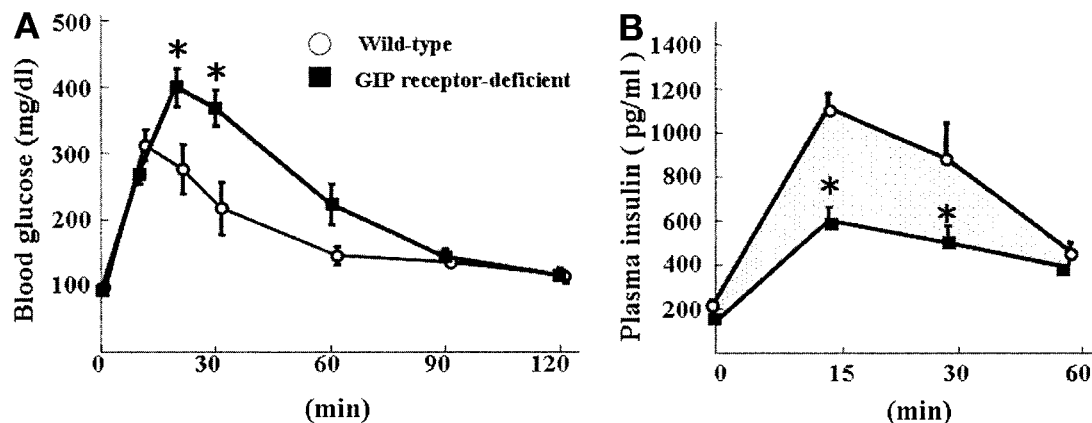 A
Blood glucose (mg/dl)
500
400
300
200
100
0
30
60
90
120
(min)
* *
Wild-type
GIP receptor-deficient
B
Plasma insulin ( pg/ml)
1400
1200
1000
800
600
400
200
0
15
30
60
(min)
* *